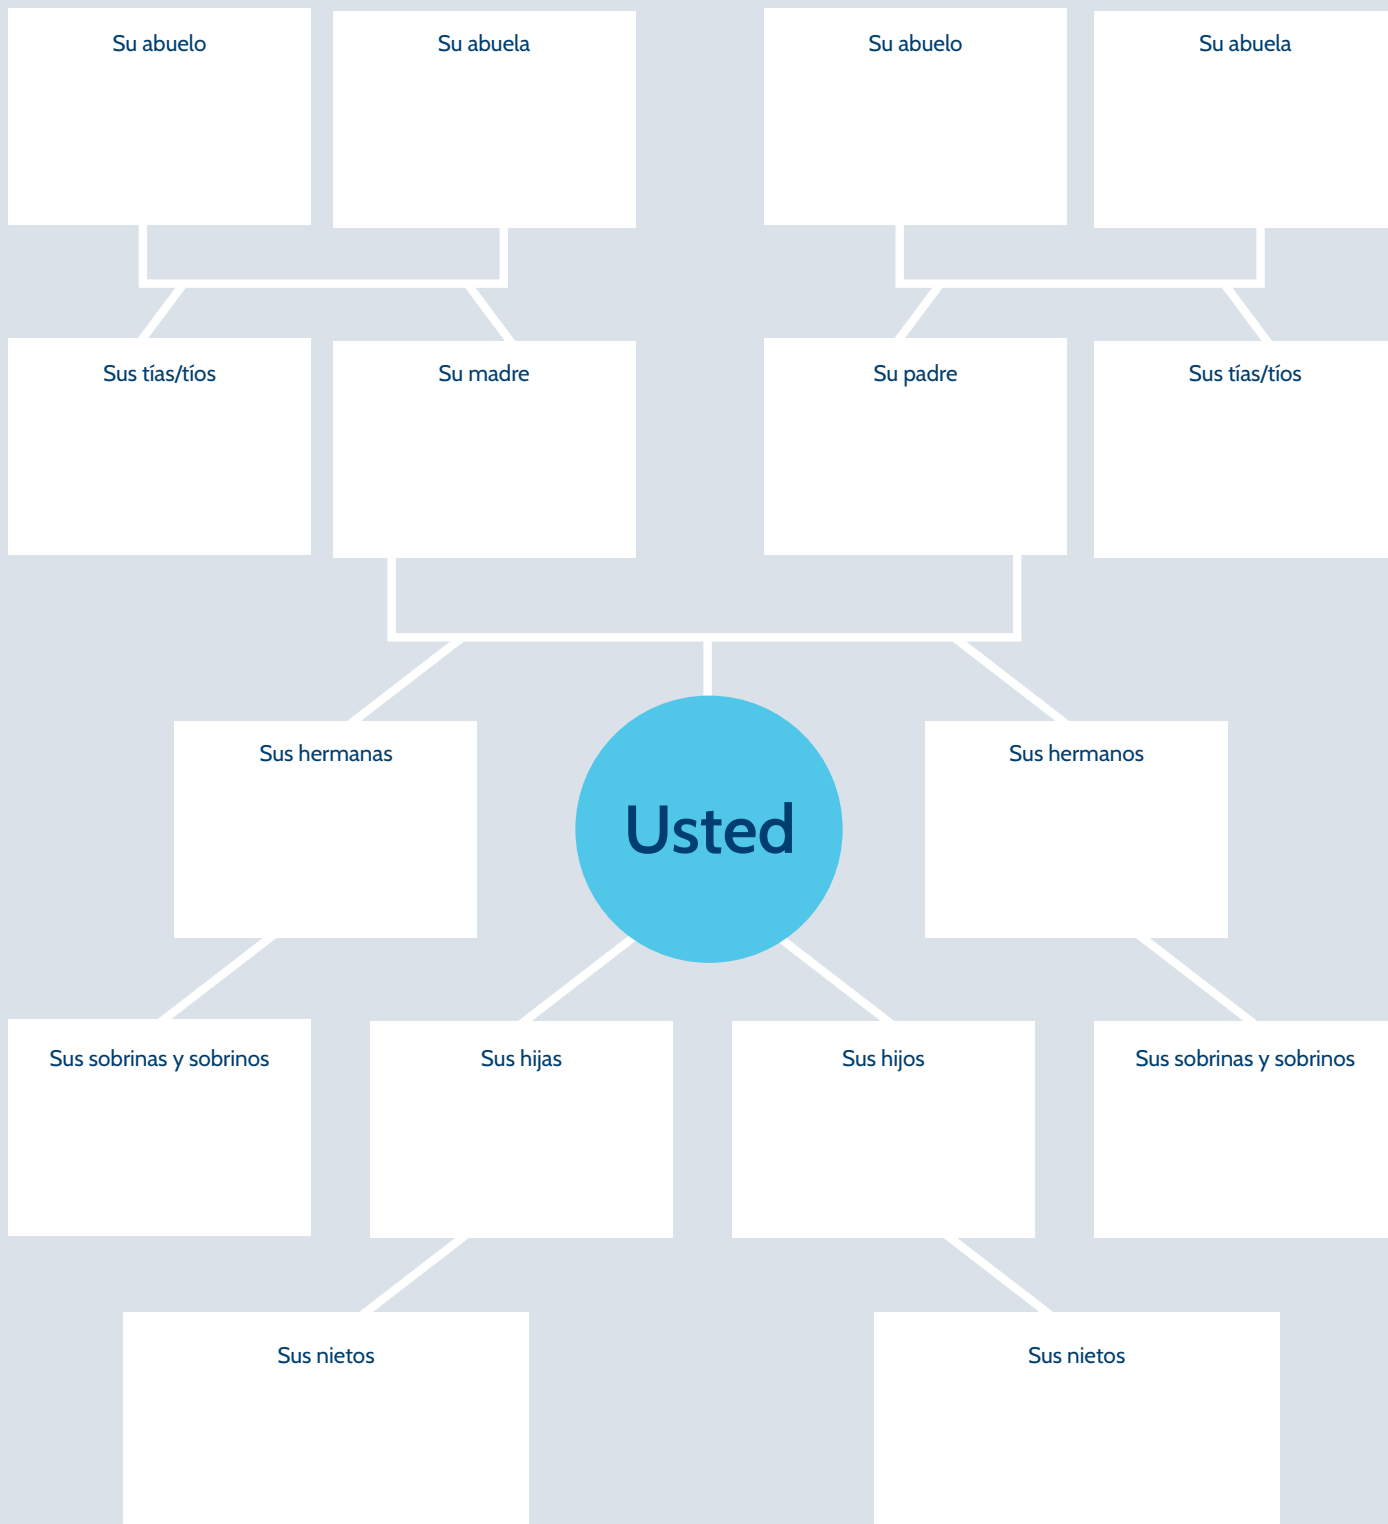 Su abuelo
Su abuela
Su abuelo
Su abuela
Sus tías/tíos
Su madre
Su padre
Sus tías/tíos
Sus hermanas
Usted
Sus hermanos
Sus sobrinas y sobrinos
Sus hijas
Sus hijos
Sus sobrinas y sobrinos
Sus nietos
Sus nietos